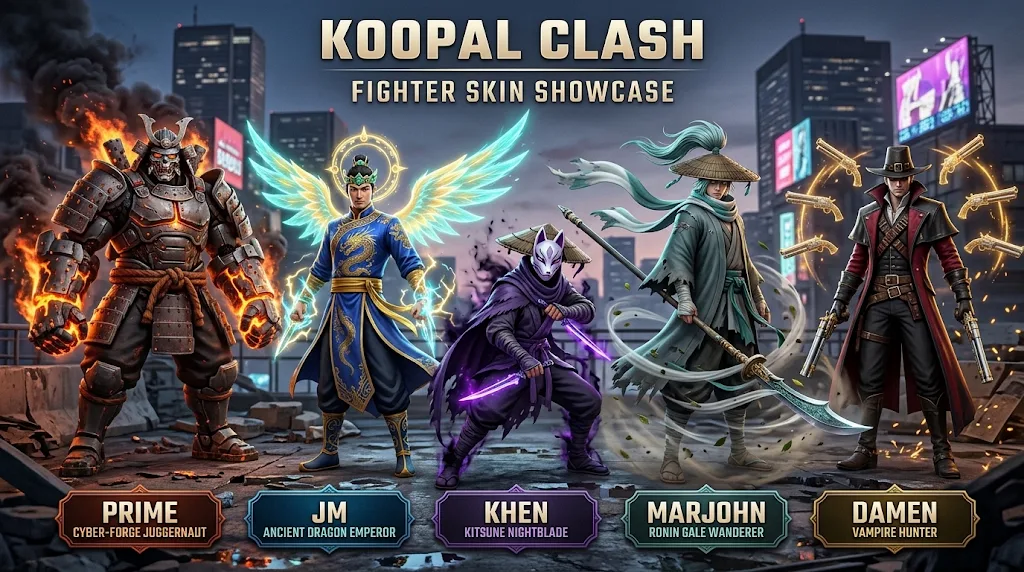 KOOPAL CLASH
FIGHTER SKIN SHOWCASE
PRIME
CYBER-FORGE JUGGERNAUT
JM
ANCIENT DRAGON EMPEROR
KHEN
KITSUNE NIGHTBLADE
MARJOHN
RONIN GALE WANDERER
DAMEN
VAMPIRE HUNTER